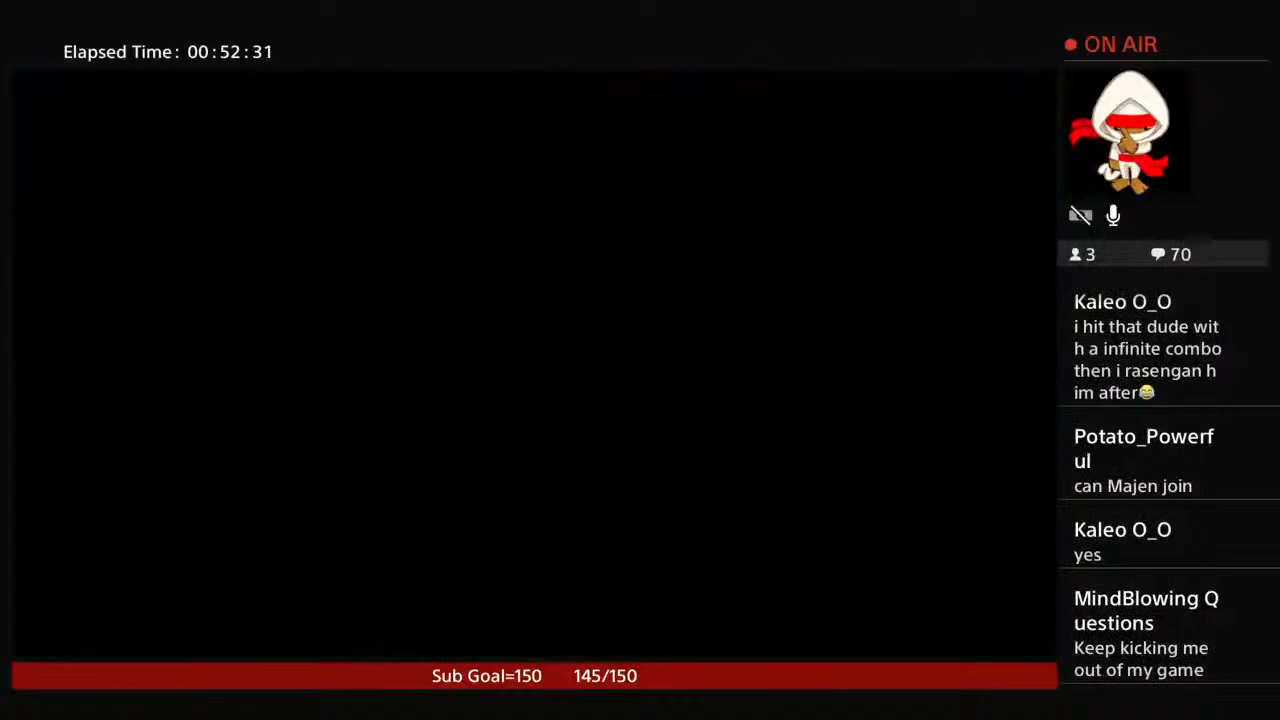 Elapsed Time: 00:52:31
ON AIR
3 70
Kaleo O_O
i hit that dude wit
h a infinite combo
then i rasengan h
im after😂
Potato_Powerf
ul
can Majen join
Kaleo O_O
yes
MindBlowing Q
uestions
Keep kicking me
out of my game
Sub Goal=150 145/150